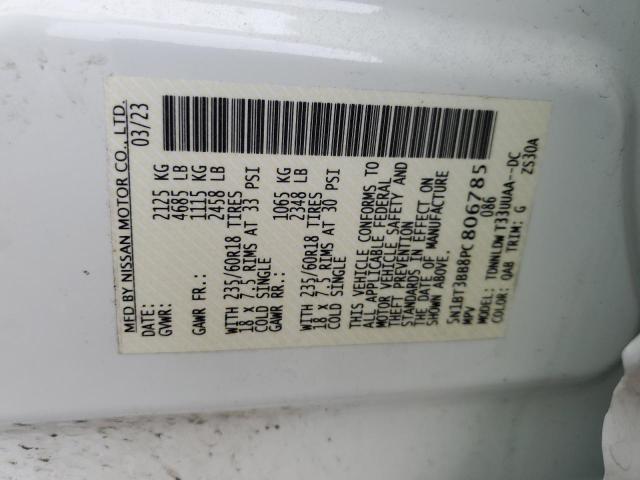 MFD BY NISSAN MOTOR CO., LTD.
DATE: 03/23
GVWR: 2125 KG
4685 LB
GAWR FR.: 1115 KG
2458 LB
WITH 235/60R18 TIRES
18 X 7.5 RIMS AT 33 PSI
COLD SINGLE
GAWR RR.: 1065 KG
2348 LB
WITH 235/60R18 TIRES
18 X 7.5 RIMS AT 30 PSI
COLD SINGLE
THIS VEHICLE CONFORMS TO
ALL APPLICABLE FEDERAL
MOTOR VEHICLE SAFETY AND
THEFT PREVENTION
STANDARDS IN EFFECT ON
THE DATE OF MANUFACTURE
SHOWN ABOVE.
5N1BT3BB8PC806785
MPV 086
MODEL: TDNNLDW T33UUAA--DC
COLOR: QAB TRIM: G ZS30A